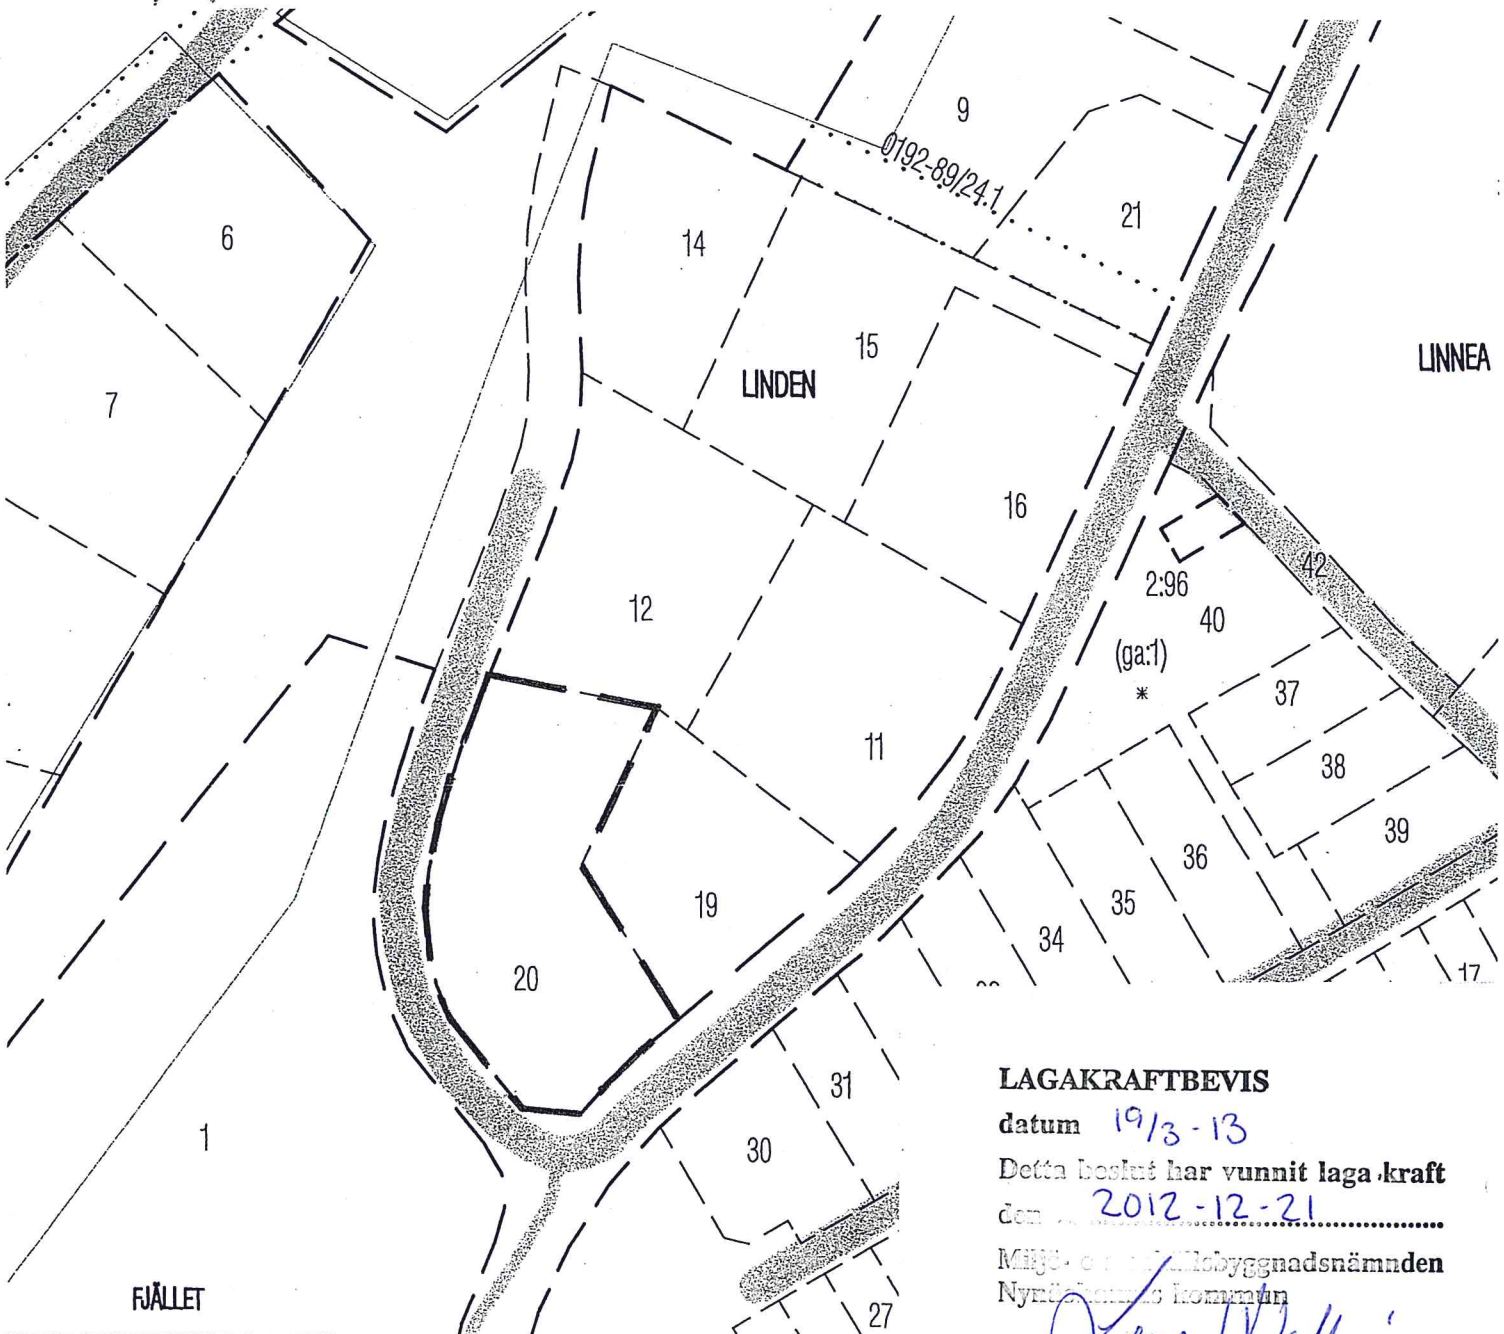 9
0192-89/24.1
21
6
14
15
LINDEN
LINNEA
7
16
42
2:96
12
40
(ga:1)
*
37
11
38
39
36
19
35
34
20
17
LAGAKRAFTBEVIS
31
datum 19/3-13
1
30
Detta beslut har vunnit laga kraft
den 2012-12-21
byggnadsnämnden
FJÄLLET
kommun
27